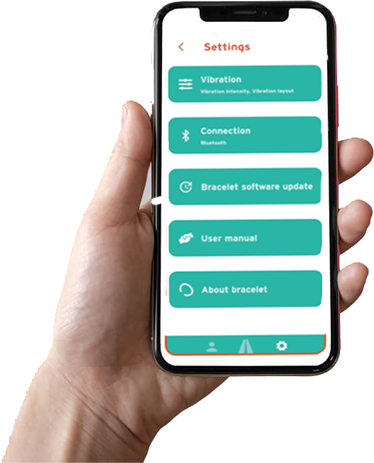 Settings
Vibration
Vibration intensity, Vibration layout
Connection
Bluetooth
Bracelet software update
User manual
About bracelet